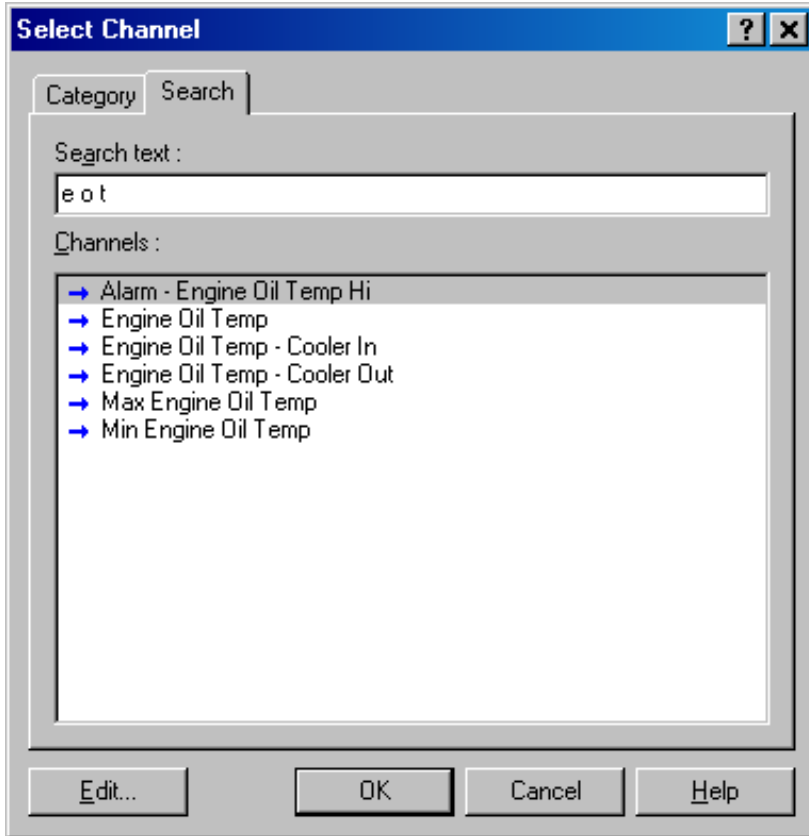 Select Channel
Category Search
Search text :
e o t
Channels :
Alarm - Engine Oil Temp Hi
Engine Oil Temp
Engine Oil Temp - Cooler In
Engine Oil Temp - Cooler Out
Max Engine Oil Temp
Min Engine Oil Temp
Edit... OK Cancel Help